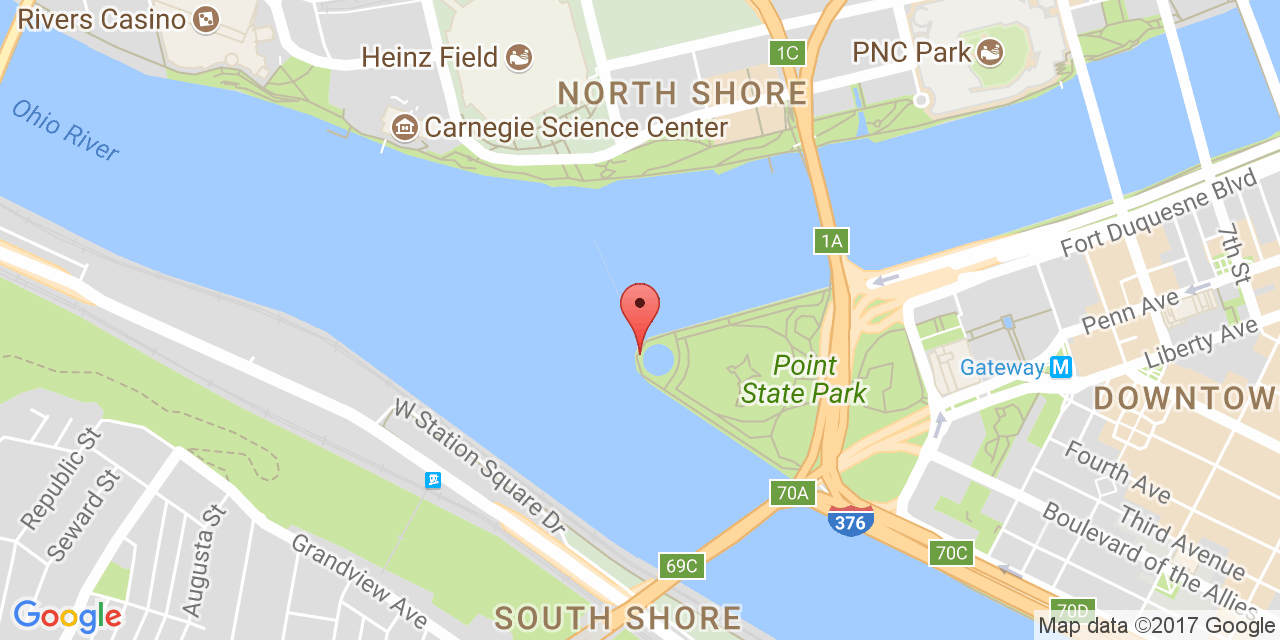 Rivers Casino
Heinz Field
1C
PNC Park
NORTH SHORE
Ohio River
Carnegie Science Center
Fort Duquesne Blvd
7th St
1A
Penn Ave
Liberty Ave
Gateway M
Point
State Park
DOWNTOW
W Station Square Dr
Republic St
Seward St
Augusta St
Grandview Ave
70A
376
Fourth Ave
Third Avenue
Boulevard of the Allies
70C
69C
70D
SOUTH SHORE
Google
Map data ©2017 Google